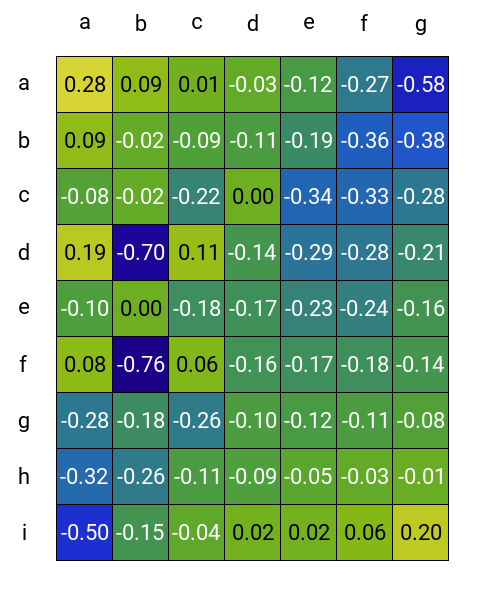 a b c d e f g
a 0.28 0.09 0.01 -0.03 -0.12 -0.27 -0.58
b 0.09 -0.02 -0.09 -0.11 -0.19 -0.36 -0.38
c -0.08 -0.02 -0.22 0.00 -0.34 -0.33 -0.28
d 0.19 -0.70 0.11 -0.14 -0.29 -0.28 -0.21
e -0.10 0.00 -0.18 -0.17 -0.23 -0.24 -0.16
f 0.08 -0.76 0.06 -0.16 -0.17 -0.18 -0.14
g -0.28 -0.18 -0.26 -0.10 -0.12 -0.11 -0.08
h -0.32 -0.26 -0.11 -0.09 -0.05 -0.03 -0.01
i -0.50 -0.15 -0.04 0.02 0.02 0.06 0.20